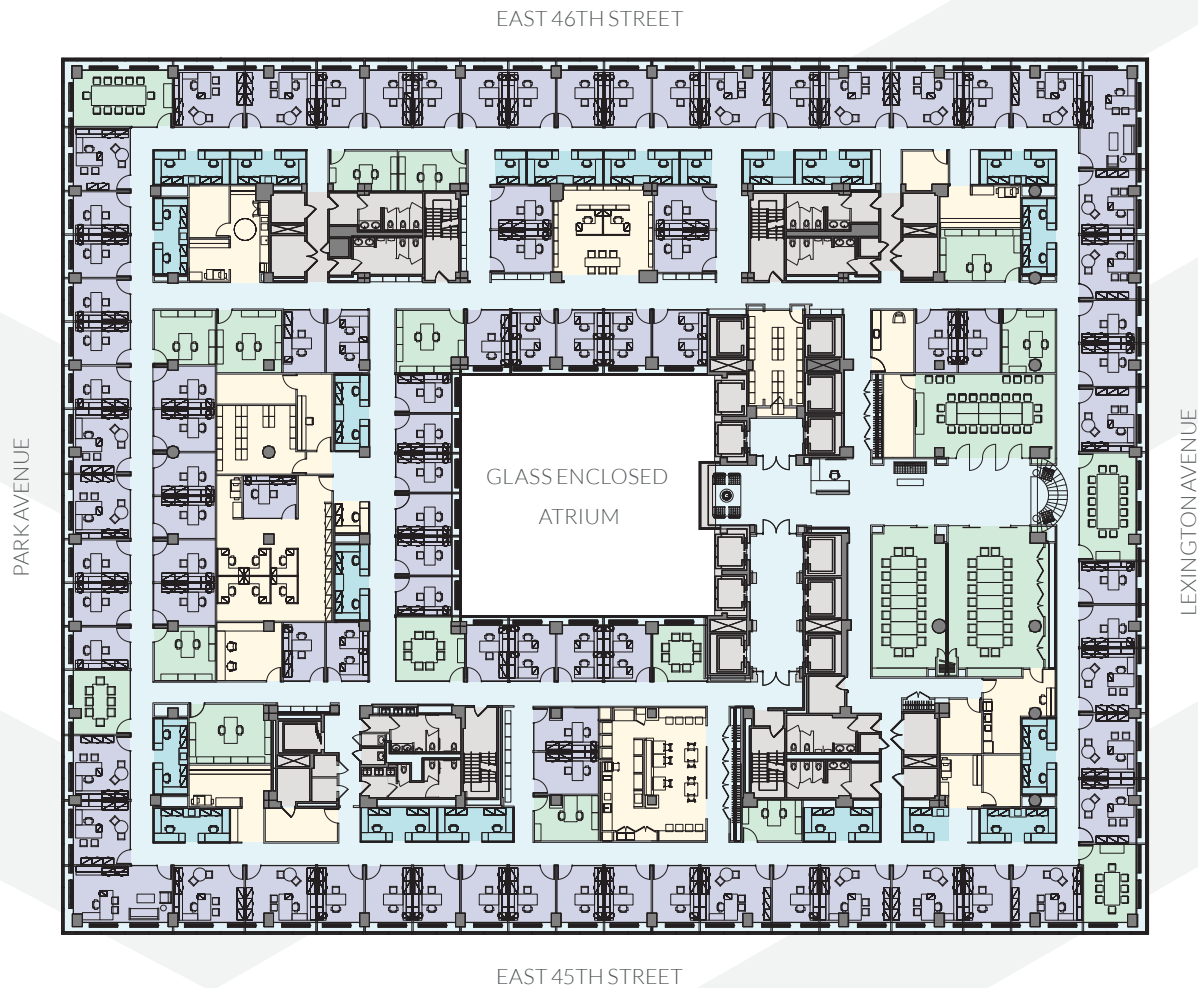 EAST 46TH STREET
PARK AVENUE
GLASS ENCLOSED
ATRIUM
LEXINGTON AVENUE
EAST 45TH STREET